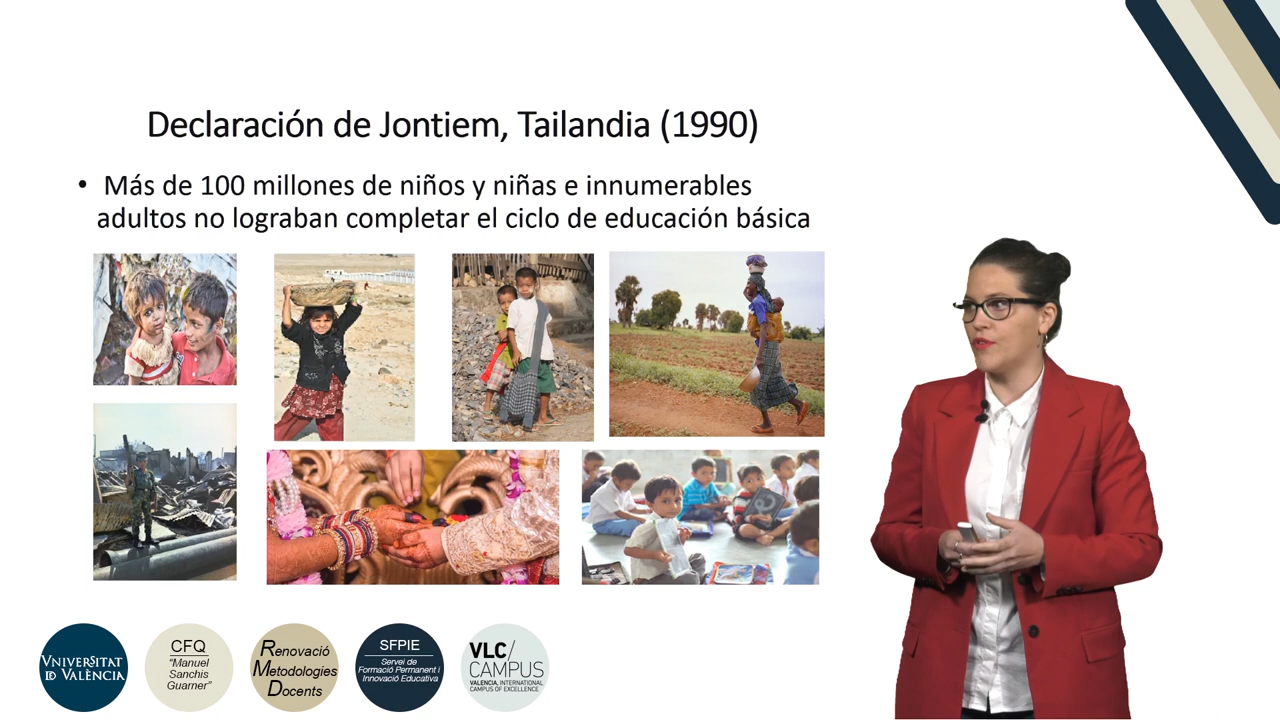 Declaración de Jontiem, Tailandia (1990)
• Más de 100 millones de niños y niñas e innumerables
adultos no lograban completar el ciclo de educación básica
VNIVERSITAT
ID VALÈNCIA
CFQ
"Manuel
Sanchis
Guarner"
Renovació
Metodologies
Docents
SFPIE
Servei de
Formació Permanent i
Innovació Educativa
VLC/
CAMPUS
VALENCIA, INTERNATIONAL
CAMPUS OF EXCELLENCE